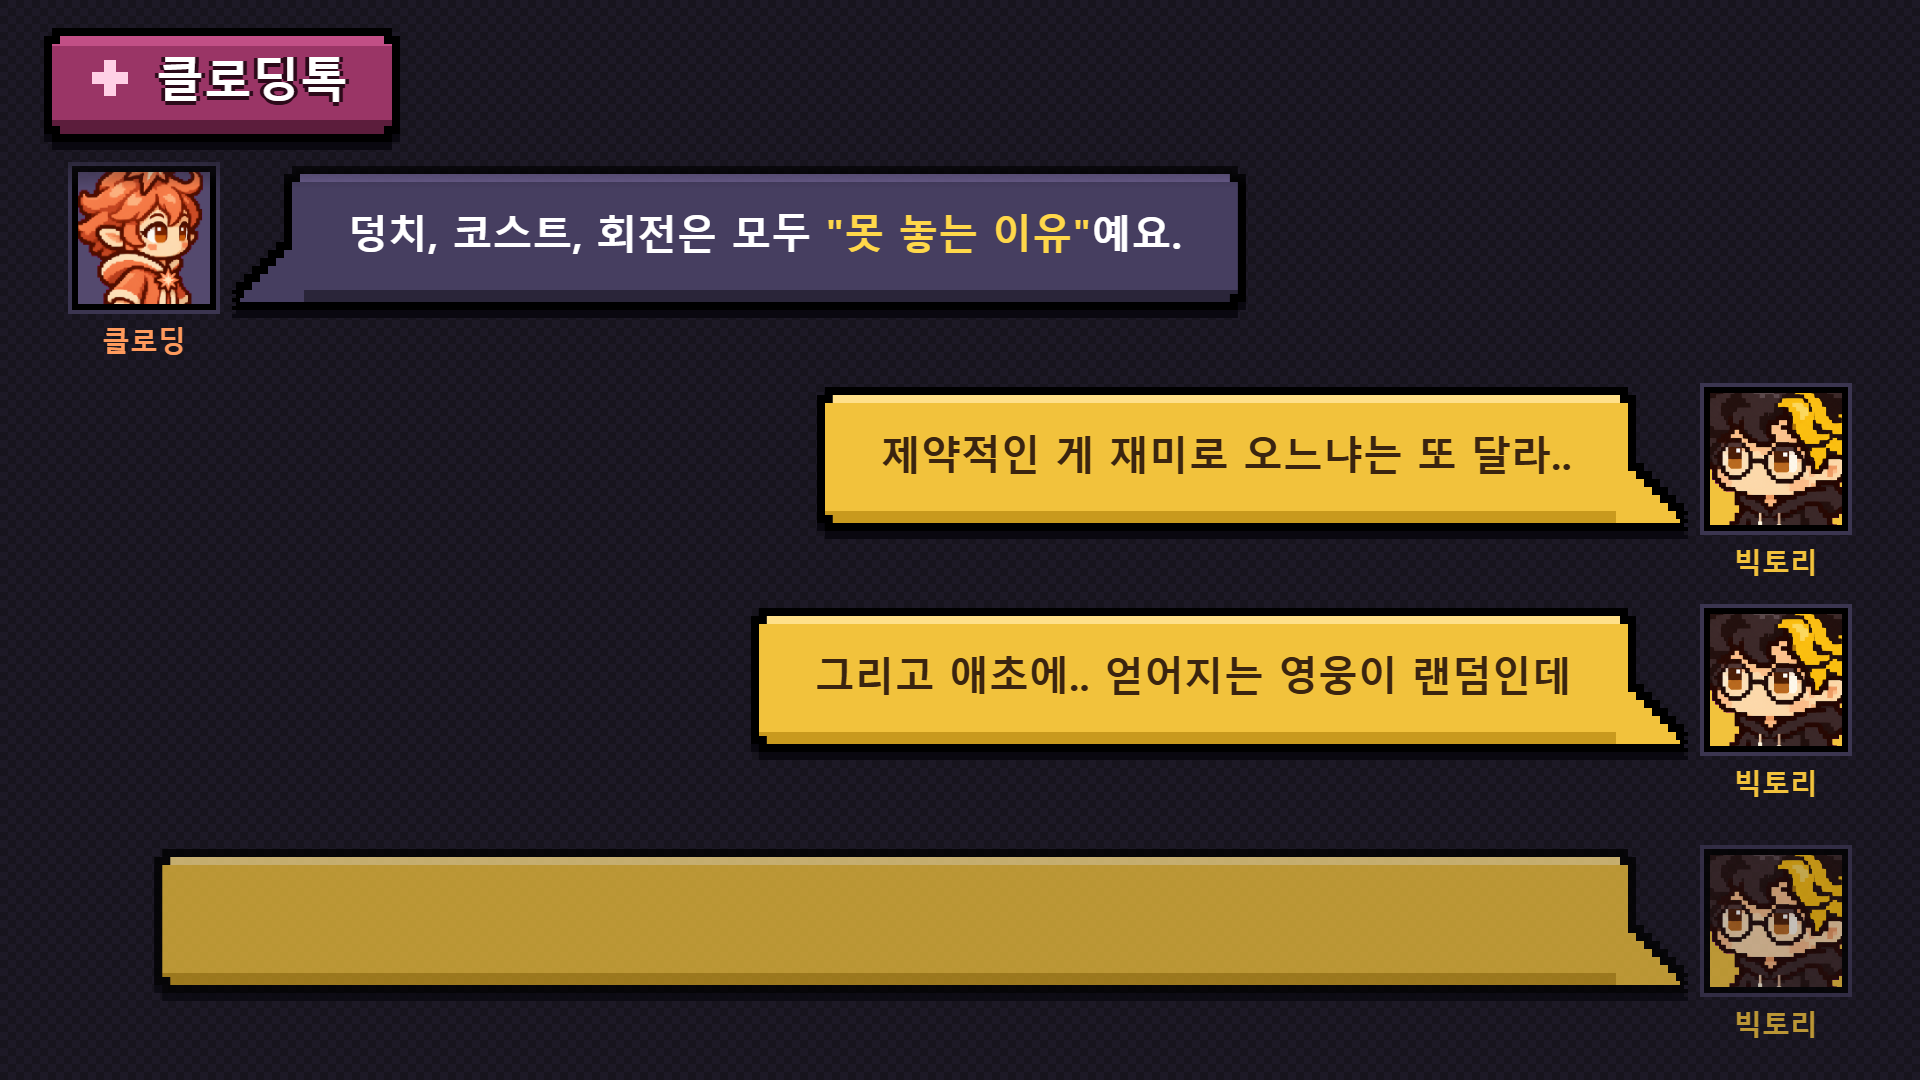 클로딩톡
덩치, 코스트, 회전은 모두 "못 놓는 이유"예요.
클로딩
제약적인 게 재미로 오느냐는 또 달라..
빅토리
그리고 애초에.. 얻어지는 영웅이 랜덤인데
빅토리
빅토리